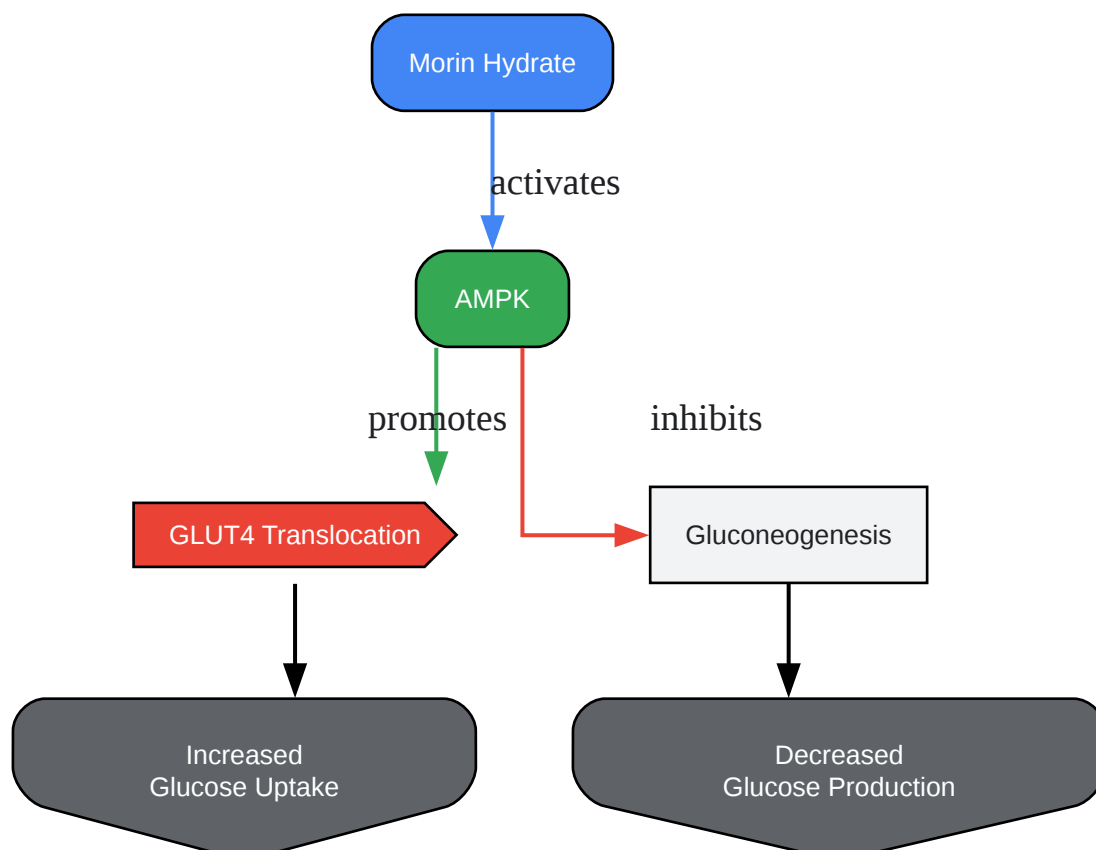 Morin Hydrate
activates
AMPK
promotes
inhibits
GLUT4 Translocation
Gluconeogenesis
Increased
Glucose Uptake
Decreased
Glucose Production